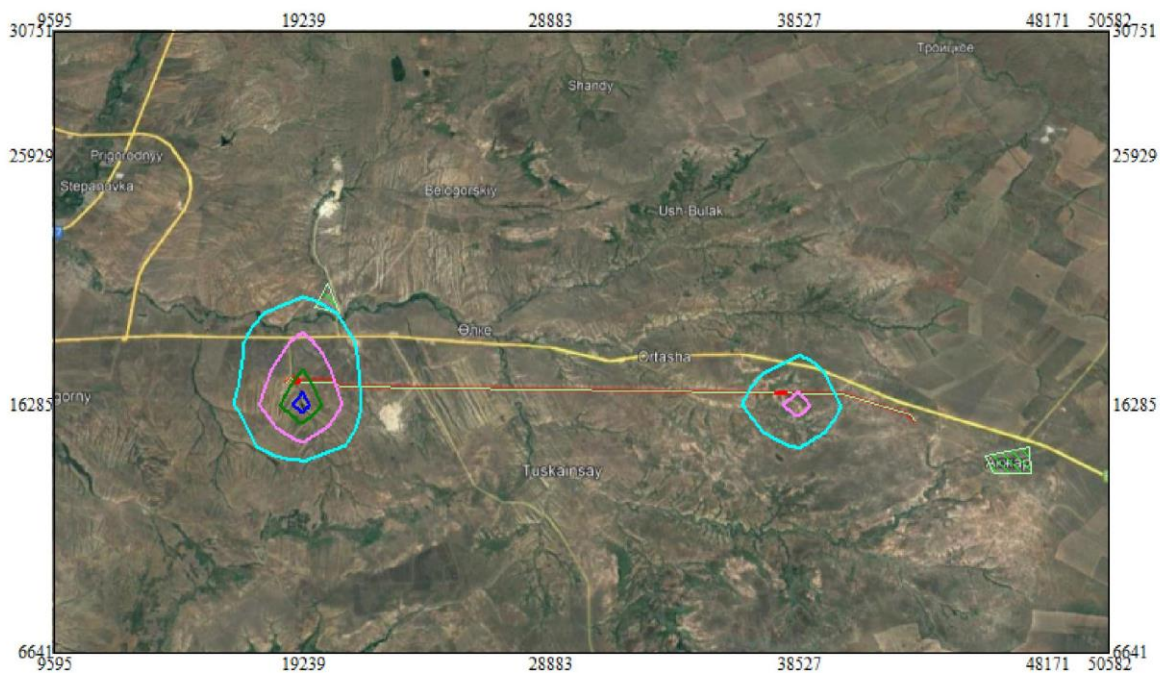 9595 19239 28883 38527 48171 50582
30751 30751
Троицкое
Shandy
25929 25929
Prigorodnyy
Stepanovka
Belogorskiy
Ush-Bulak
Өлке
Ortasha
gorny
16285 16285
Аюкар
Tuskainsay
6641 6641
9595 19239 28883 38527 48171 50582